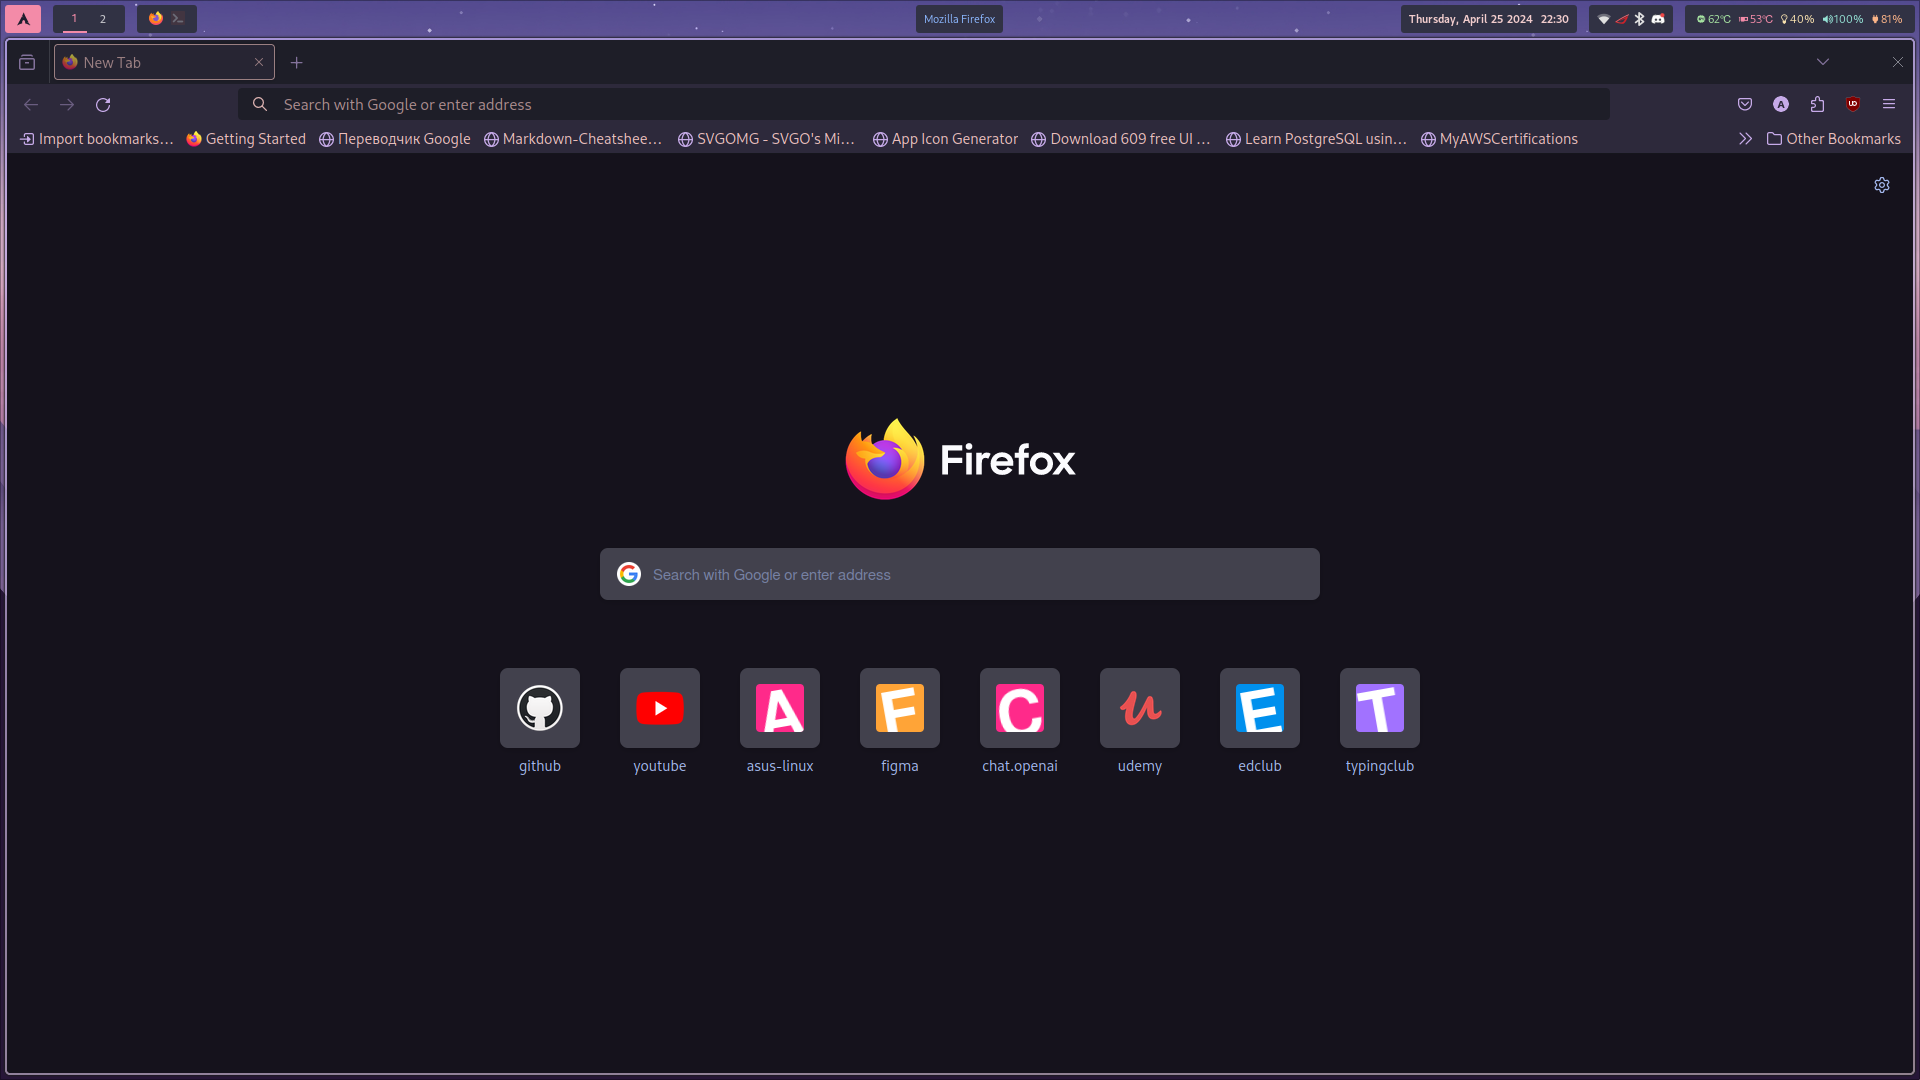 1 2 Mozilla Firefox Thursday, April 25 2024 22:30 62°C 53°C 40% 100% 81%
New Tab
Search with Google or enter address
Import bookmarks... Getting Started Переводчик Google Markdown-Cheatshee... SVGOMG - SVGO's Mi... App Icon Generator Download 609 free UI ... Learn PostgreSQL usin... MyAWSCertifications Other Bookmarks
Firefox
Search with Google or enter address
A F C E T
github youtube asus-linux figma chat.openai udemy edclub typingclub